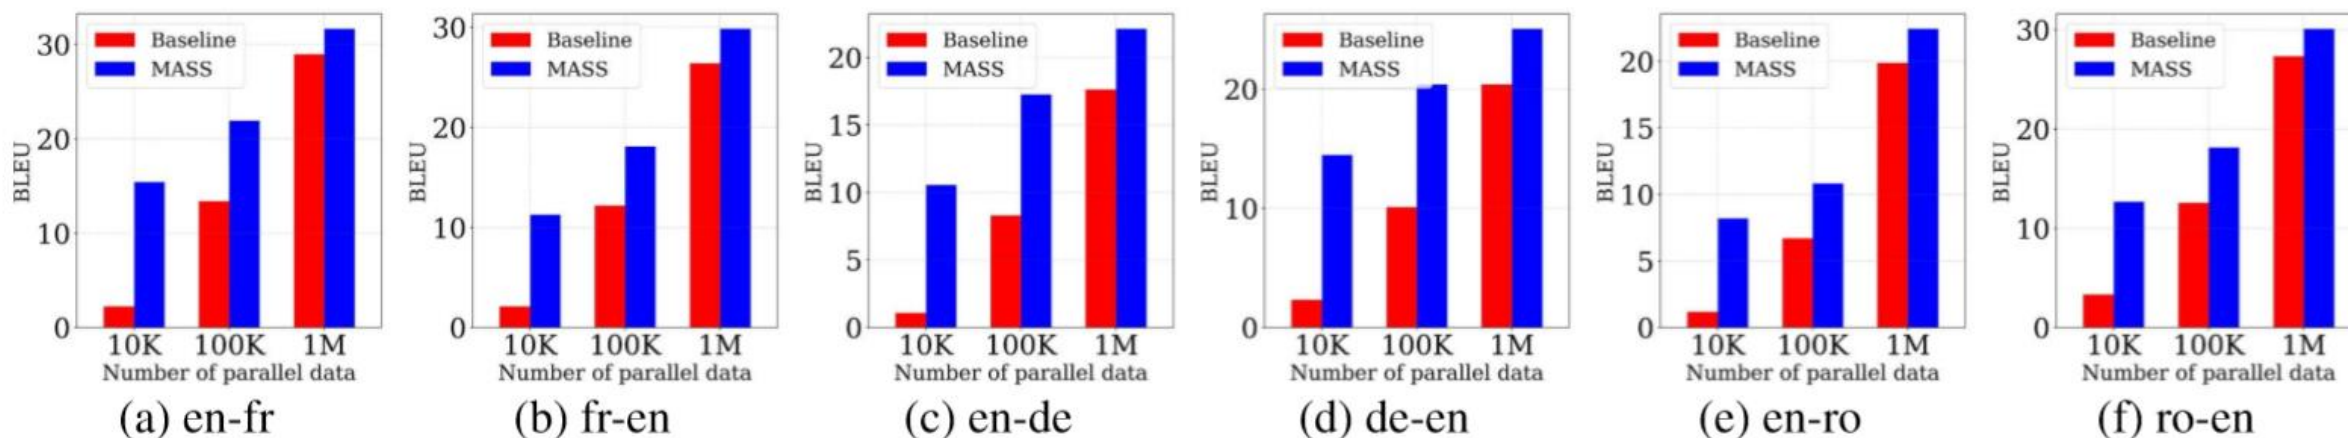 Baseline
MASS
30
20
10
0
BLEU
10K 100K 1M
Number of parallel data
(a) en-fr
Baseline
MASS
30
20
10
0
BLEU
10K 100K 1M
Number of parallel data
(b) fr-en
Baseline
MASS
20
15
10
5
0
BLEU
10K 100K 1M
Number of parallel data
(c) en-de
Baseline
MASS
20
10
0
BLEU
10K 100K 1M
Number of parallel data
(d) de-en
Baseline
MASS
20
15
10
5
0
BLEU
10K 100K 1M
Number of parallel data
(e) en-ro
Baseline
MASS
30
20
10
0
BLEU
10K 100K 1M
Number of parallel data
(f) ro-en